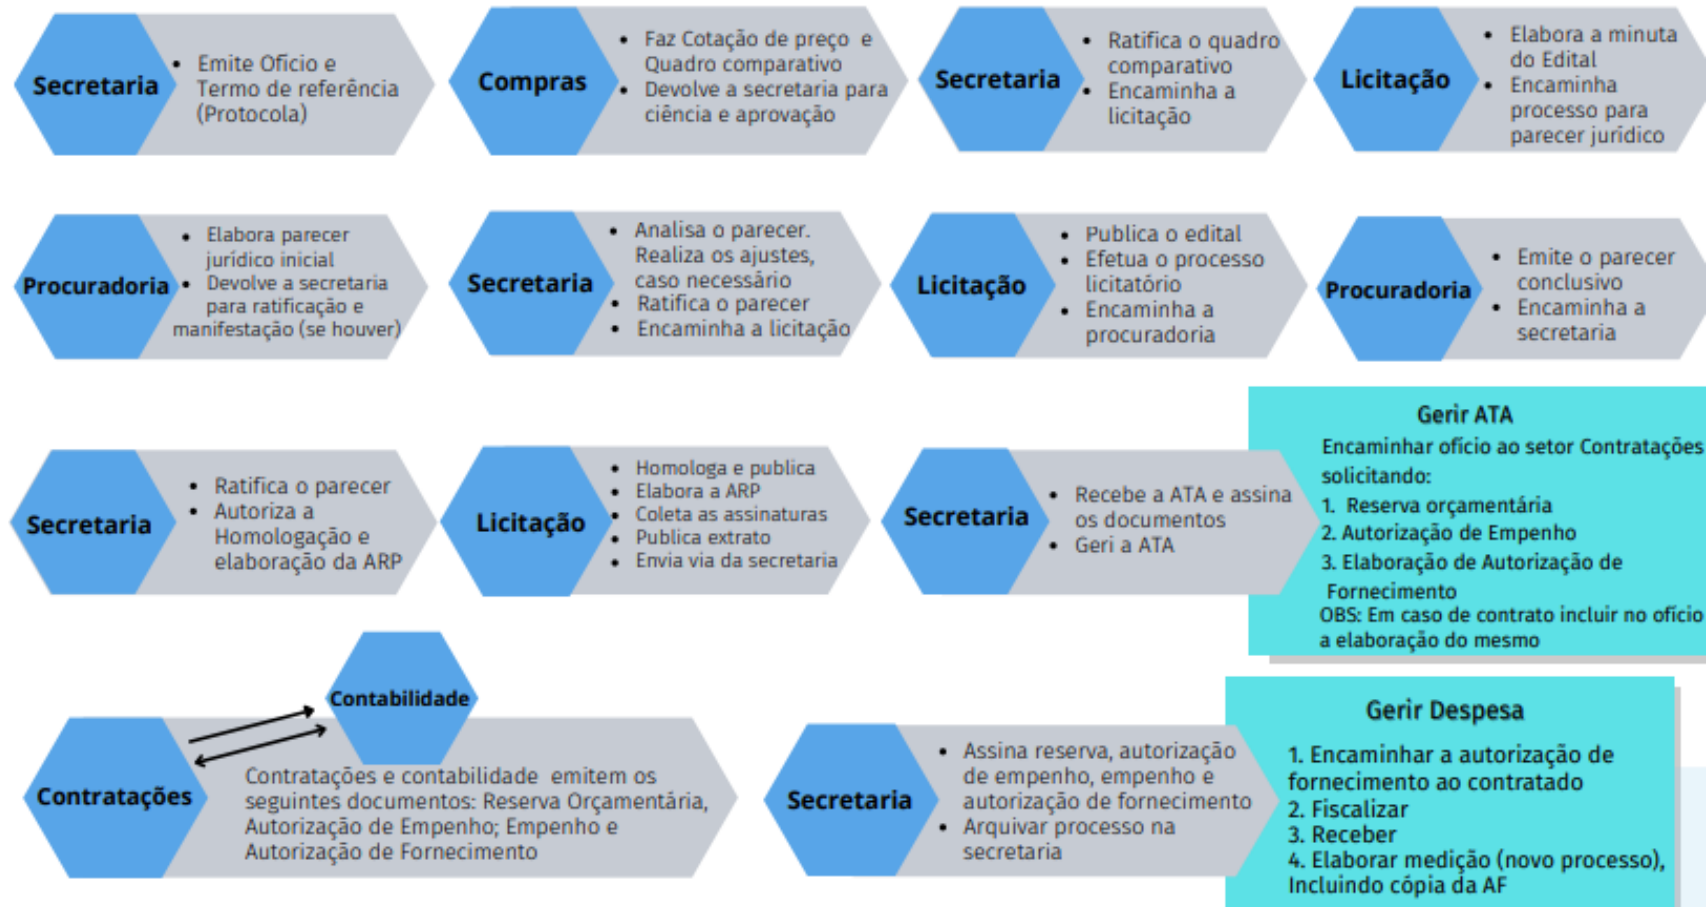 Secretaria
• Emite Ofício e
Termo de referência
(Protocola)
Compras
• Faz Cotação de preço e
Quadro comparativo
• Devolve a secretaria para
ciência e aprovação
Secretaria
• Ratifica o quadro
comparativo
• Encaminha a
licitação
Licitação
• Elabora a minuta
do Edital
• Encaminha
processo para
parecer jurídico
Procuradoria
• Elabora parecer
jurídico inicial
• Devolve a secretaria
para ratificação e
manifestação (se houver)
Secretaria
• Analisa o parecer.
Realiza os ajustes,
caso necessário
• Ratifica o parecer
• Encaminha a licitação
Licitação
• Publica o edital
• Efetua o processo
licitatório
• Encaminha a
procuradoria
Procuradoria
• Emite o parecer
conclusivo
• Encaminha a
secretaria
Secretaria
• Ratifica o parecer
• Autoriza a
Homologação e
elaboração da ARP
Licitação
• Homologa e publica
• Elabora a ARP
• Coleta as assinaturas
• Publica extrato
• Envia via da secretaria
Secretaria
• Recebe a ATA e assina
os documentos
• Geri a ATA
Gerir ATA
Encaminhar ofício ao setor Contratações
solicitando:
1. Reserva orçamentária
2. Autorização de Empenho
3. Elaboração de Autorização de
Fornecimento
OBS: Em caso de contrato incluir no ofício
a elaboração do mesmo
Contratações
Contabilidade
Contratações e contabilidade emitem os
seguintes documentos: Reserva Orçamentária,
Autorização de Empenho; Empenho e
Autorização de Fornecimento
Secretaria
• Assina reserva, autorização
de empenho, empenho e
autorização de fornecimento
• Arquivar processo na
secretaria
Gerir Despesa
1. Encaminhar a autorização de
fornecimento ao contratado
2. Fiscalizar
3. Receber
4. Elaborar medição (novo processo),
Incluindo cópia da AF